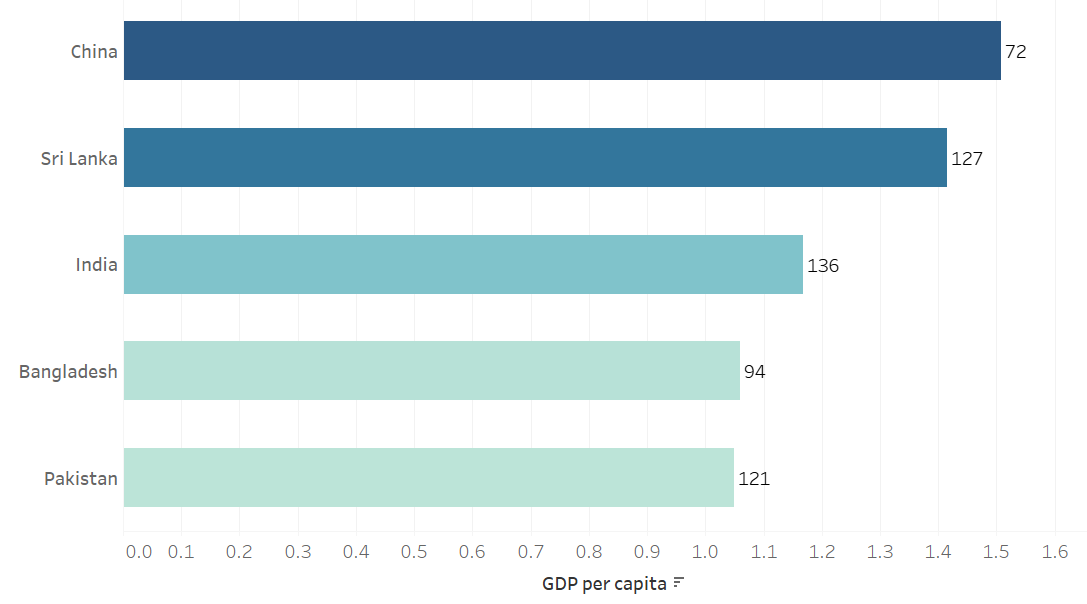 China 72
Sri Lanka 127
India 136
Bangladesh 94
Pakistan 121
0.0 0.1 0.2 0.3 0.4 0.5 0.6 0.7 0.8 0.9 1.0 1.1 1.2 1.3 1.4 1.5 1.6
GDP per capita